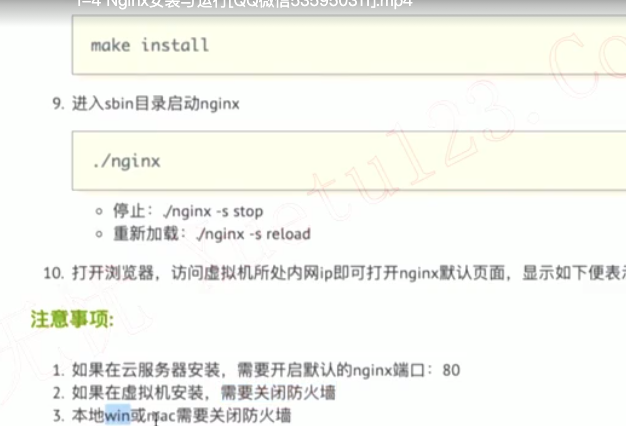 1-4 Nginx安装与运行[QQ微信53595031].mp4
make install
9. 进入sbin目录启动nginx
./nginx
停止：./nginx -s stop
重新加载：./nginx -s reload
10. 打开浏览器，访问虚拟机所处内网ip即可打开nginx默认页面，显示如下便表示
注意事项:
1. 如果在云服务器安装，需要开启默认的nginx端口：80
2. 如果在虚拟机安装，需要关闭防火墙
3. 本地win或mac需要关闭防火墙